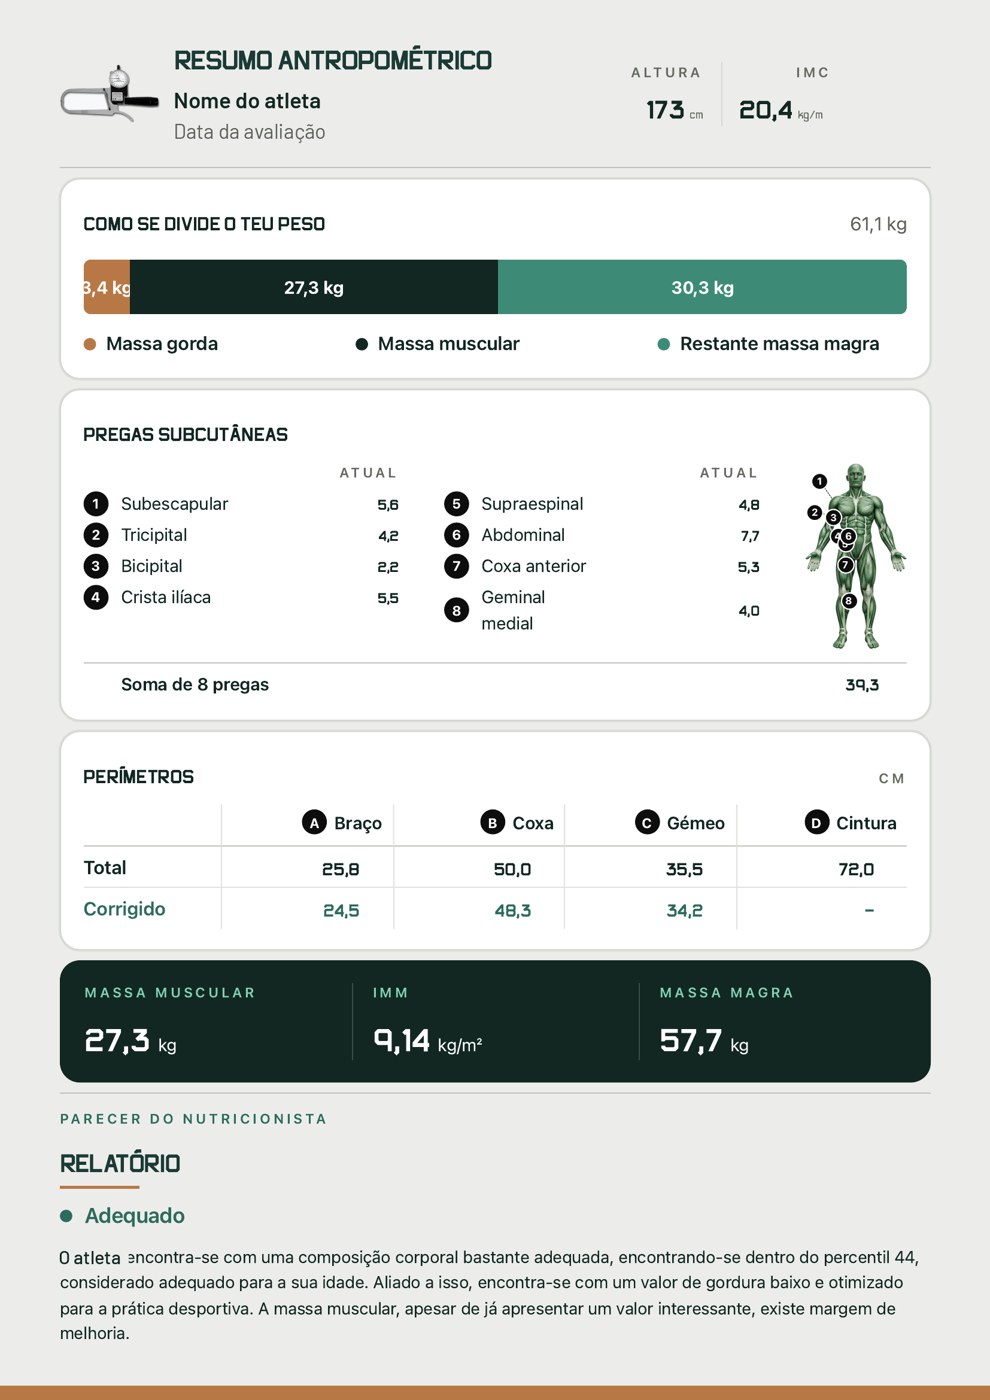 RESUMO ANTROPOMÉTRICO
Nome do atleta
Data da avaliação
ALTURA
173 cm
IMC
20,4 kg/m
COMO SE DIVIDE O TEU PESO
61,1 kg
3,4 kg
27,3 kg
30,3 kg
Massa gorda
Massa muscular
Restante massa magra
PREGAS SUBCUTÂNEAS
ATUAL
1 Subescapular 5,6
2 Tricipital 4,2
3 Bicipital 2,2
4 Crista ilíaca 5,5
ATUAL
5 Supraespinal 4,8
6 Abdominal 7,7
7 Coxa anterior 5,3
8 Geminal
medial 4,0
1
2
3
4
6
5
7
8
Soma de 8 pregas 39,3
PERÍMETROS
CM
A Braço B Coxa C Gémeo D Cintura
Total 25,8 50,0 35,5 72,0
Corrigido 24,5 48,3 34,2 –
MASSA MUSCULAR
27,3 kg
IMM
9,14 kg/m²
MASSA MAGRA
57,7 kg
PARECER DO NUTRICIONISTA
RELATÓRIO
Adequado
O atleta encontra-se com uma composição corporal bastante adequada, encontrando-se dentro do percentil 44,
considerado adequado para a sua idade. Aliado a isso, encontra-se com um valor de gordura baixo e otimizado
para a prática desportiva. A massa muscular, apesar de já apresentar um valor interessante, existe margem de
melhoria.